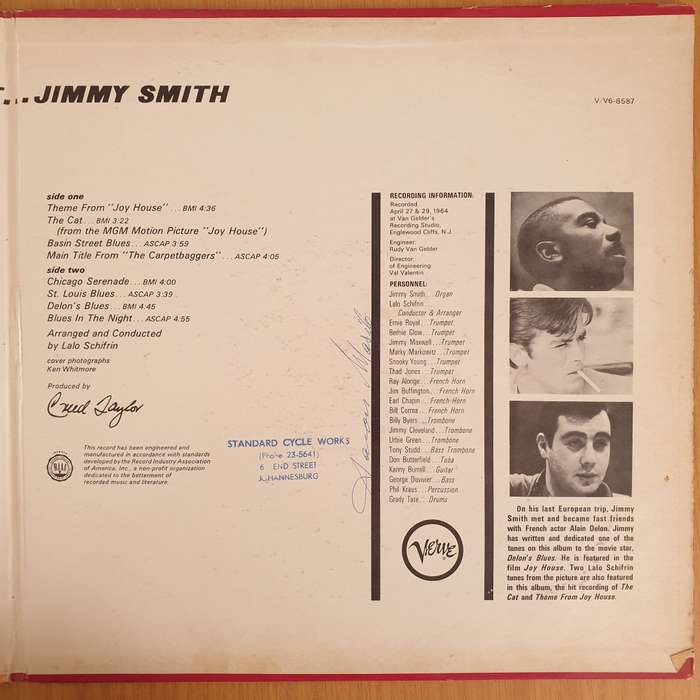 ...JIMMY SMITH
V/V6-8587
side one
Theme From "Joy House"...BMI 4:36
The Cat...BMI 3:22
(from the MGM Motion Picture "Joy House")
Basin Street Blues...ASCAP 3:59
Main Title From "The Carpetbaggers"...ASCAP 4:05
side two
Chicago Serenade...BMI 4:00
St. Louis Blues...ASCAP 3:39
Delon's Blues...BMI 4:45
Blues In The Night...ASCAP 4:55
Arranged and Conducted
by Lalo Schifrin
cover photographs
Ken Whitmore
Produced by
Creed Taylor
This record has been engineered and
manufactured in accordance with standards
developed by the Record Industry Association
of America, Inc., a non-profit organization
dedicated to the betterment of
recorded music and literature.
STANDARD CYCLE WORKS
(Phone 23-5641)
6 END STREET
JOHANNESBURG
RECORDING INFORMATION:
Recorded
April 27 & 29, 1964
at Van Gelder's
Recording Studio,
Englewood Cliffs, N.J.
Engineer:
Rudy Van Gelder
Director
of Engineering
Val Valentin
PERSONNEL:
Jimmy Smith...Organ
Lalo Schifrin...
Conductor & Arranger
Ernie Royal...Trumpet
Bernie Glow...Trumpet
Jimmy Maxwell...Trumpet
Marky Markowitz...Trumpet
Snooky Young...Trumpet
Thad Jones...Trumpet
Ray Alonge...French Horn
Jim Buffington...French Horn
Earl Chapin...French Horn
Bill Correa...French Horn
Billy Byers...Trombone
Jimmy Cleveland...Trombone
Urbie Green...Trombone
Tony Studd...Bass Trombone
Don Butterfield...Tuba
Kenny Burrell...Guitar
George Duvivier...Bass
Phil Kraus...Percussion
Grady Tate...Drums
VERVE
On his last European trip, Jimmy
Smith met and became fast friends
with French actor Alain Delon. Jimmy
has written and dedicated one of the
tunes on this album to the movie star,
Delon's Blues. He is featured in the
film Joy House. Two Lalo Schifrin
tunes from the picture are also featured
in this album, the hit recording of The
Cat and Theme From Joy House.